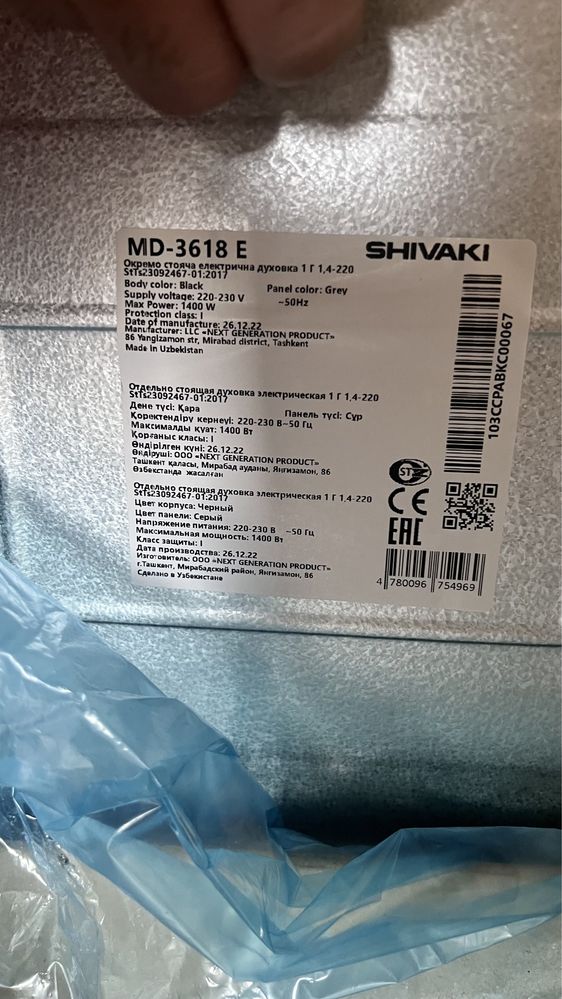 MD-3618 E
SHIVAKI
Окремо стояча електрична духовка 1 Г 1,4-220
StTs23092467-01:2017
Body color: Black
Panel color: Grey
Supply voltage: 220-230 V ~50Hz
Max Power: 1400 W
Protection class: I
Date of manufacture: 26.12.22
Manufacturer: LLC «NEXT GENERATION PRODUCT»
86 Yangizamon str, Mirabad district, Tashkent
Made in Uzbekistan
Отдельно стоящая духовка электрическая 1 Г 1,4-220
StTs23092467-01:2017
Дене түсі: Қара
Панель түсі: Сұр
Қоректендіру кернеуі: 220-230 В~50 Гц
Максималды қуат: 1400 Вт
Қорғаныс класы: I
Өндірілген күні: 26.12.22
Өндіруші: ООО «NEXT GENERATION PRODUCT»
Ташкент қаласы, Мирабад ауданы, Янгизамон, 86
Өзбекстанда жасалған
Отдельно стоящая духовка электрическая 1 Г 1,4-220
StTs23092467-01:2017
Цвет корпуса: Черный
Цвет панели: Серый
Напряжение питания: 220-230 В ~50 Гц
Максимальная мощность: 1400 Вт
Класс защиты: I
Дата производства: 26.12.22
Изготовитель: ООО «NEXT GENERATION PRODUCT»
г.Ташкент, Мирабадский район, Янгизамон, 86
Сделано в Узбекистане
103CCPABKC00067
ST
CE
EAC
4 780096 754969